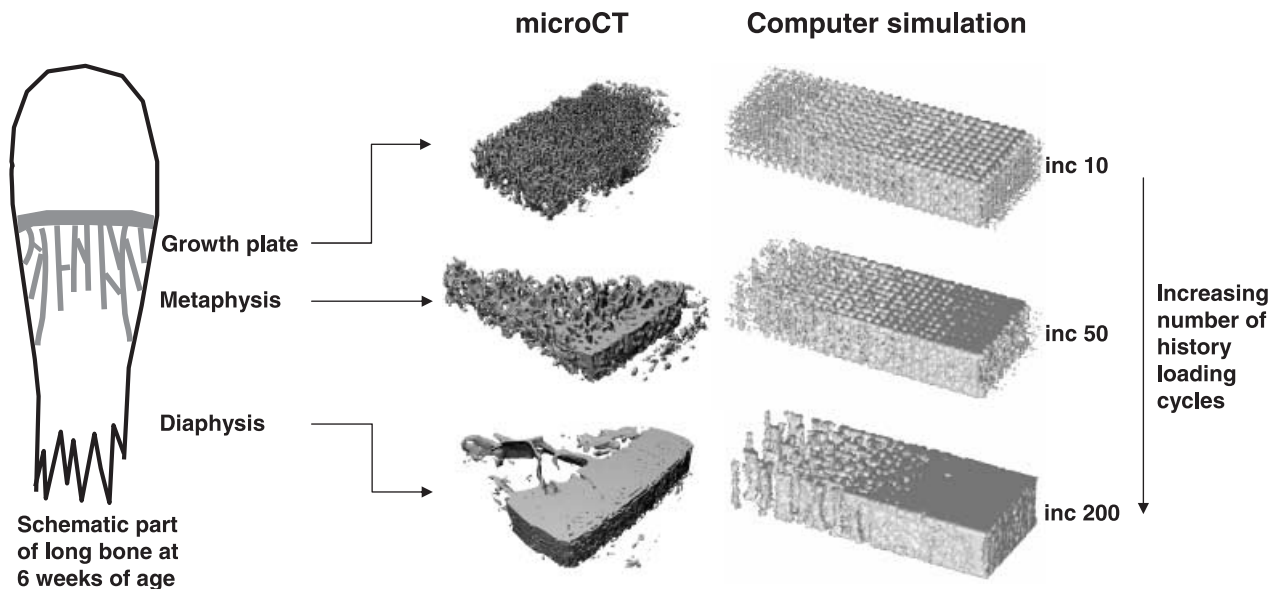 microCT
Computer simulation
Growth plate
Metaphysis
Diaphysis
Schematic part
of long bone at
6 weeks of age
inc 10
inc 50
inc 200
Increasing
number of
history
loading
cycles